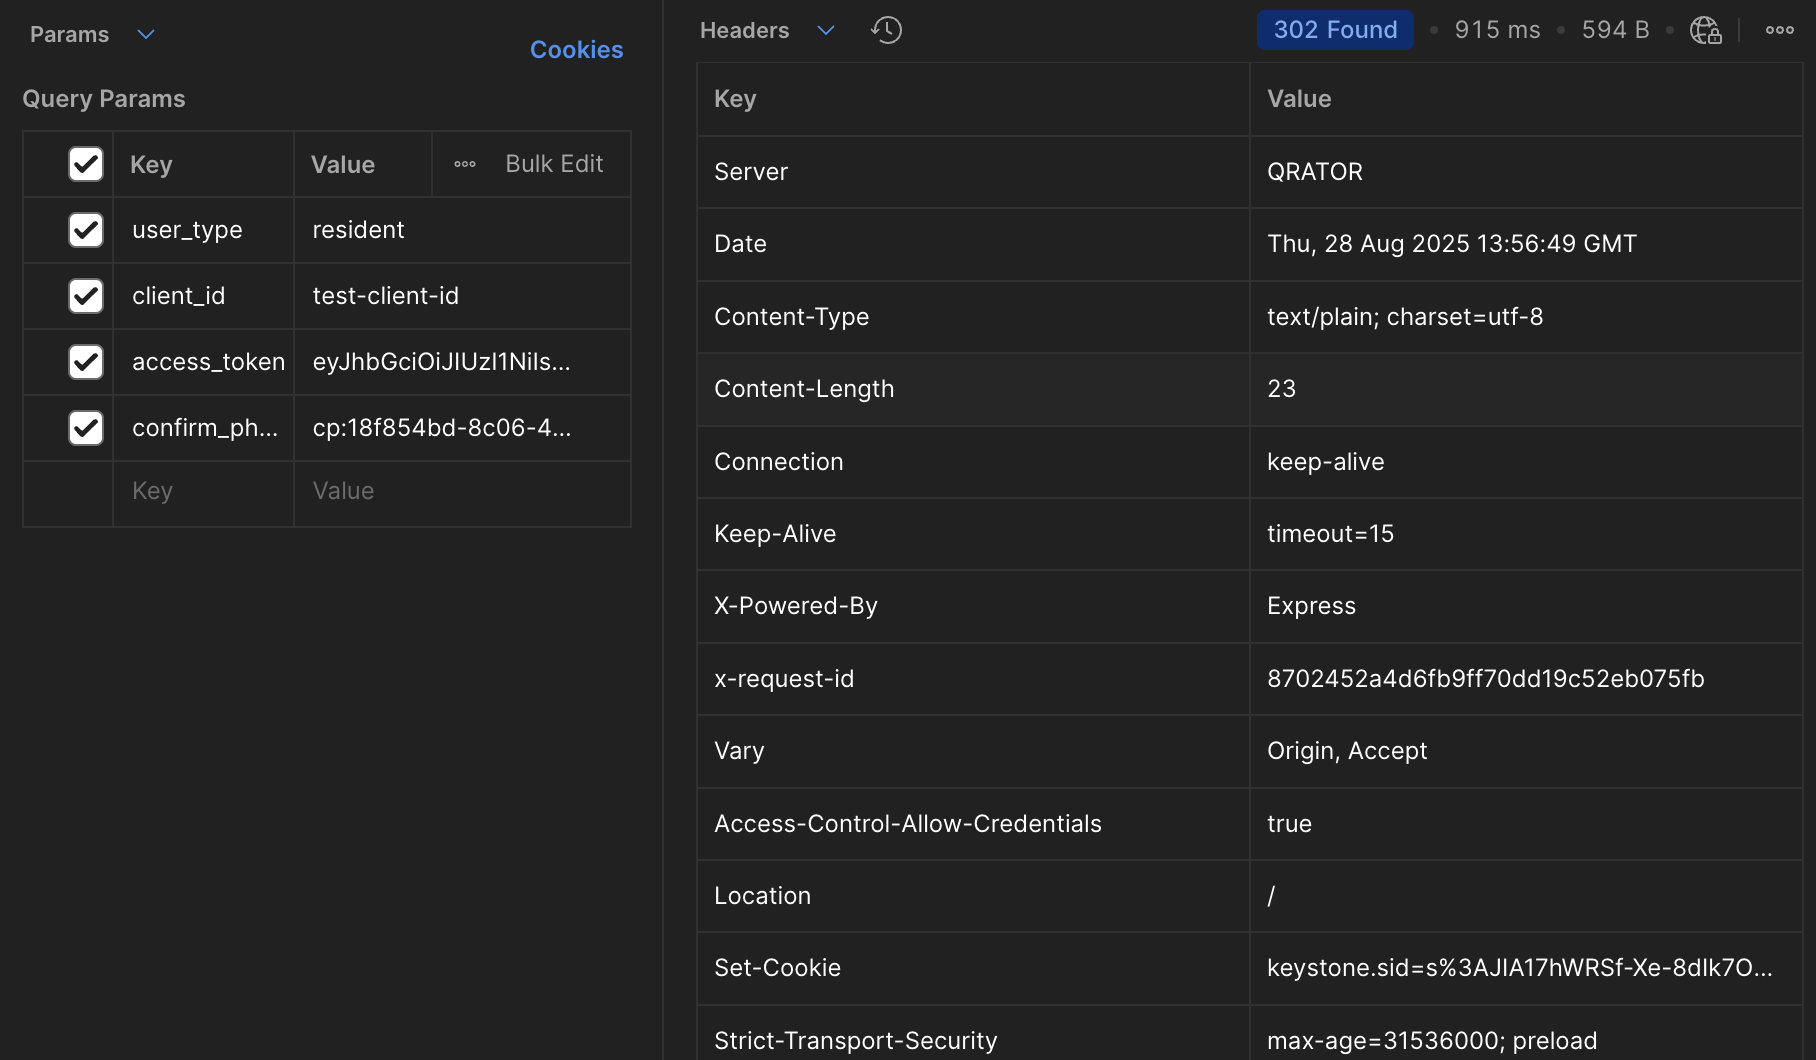 Params
Cookies
Query Params
Key Value Bulk Edit
user_type resident
client_id test-client-id
access_token eyJhbGciOiJIUzI1NiIs...
confirm_ph... cp:18f854bd-8c06-4...
Key Value
Headers 302 Found 915 ms 594 B
Key Value
Server QRATOR
Date Thu, 28 Aug 2025 13:56:49 GMT
Content-Type text/plain; charset=utf-8
Content-Length 23
Connection keep-alive
Keep-Alive timeout=15
X-Powered-By Express
x-request-id 8702452a4d6fb9ff70dd19c52eb075fb
Vary Origin, Accept
Access-Control-Allow-Credentials true
Location /
Set-Cookie keystone.sid=s%3AJIA17hWRSf-Xe-8dIk7O...
Strict-Transport-Security max-age=31536000; preload